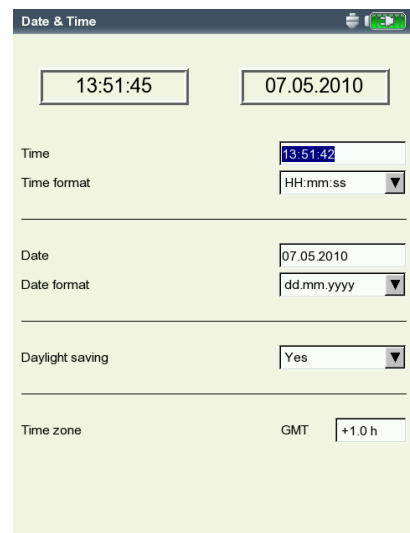 Date & Time
13:51:45 07.05.2010
Time 13:51:42
Time format HH:mm:ss
Date 07.05.2010
Date format dd.mm.yyyy
Daylight saving Yes
Time zone GMT +1.0 h